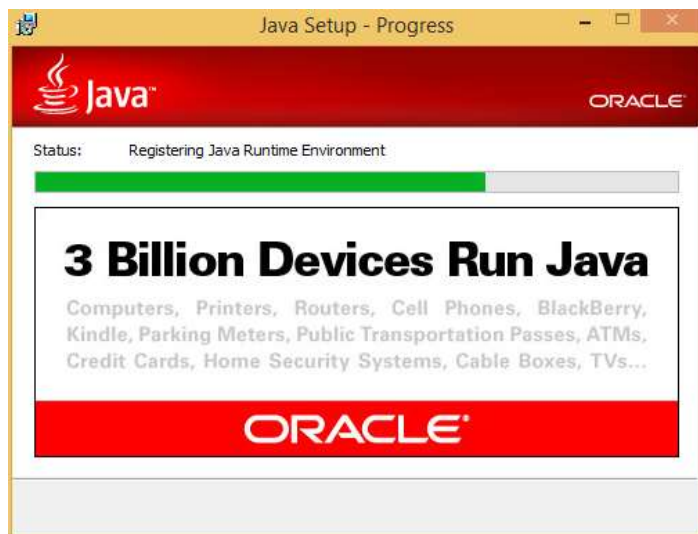 Java Setup - Progress
Java™
ORACLE®
Status: Registering Java Runtime Environment
3 Billion Devices Run Java
Computers, Printers, Routers, Cell Phones, BlackBerry,
Kindle, Parking Meters, Public Transportation Passes, ATMs,
Credit Cards, Home Security Systems, Cable Boxes, TVs...
ORACLE®